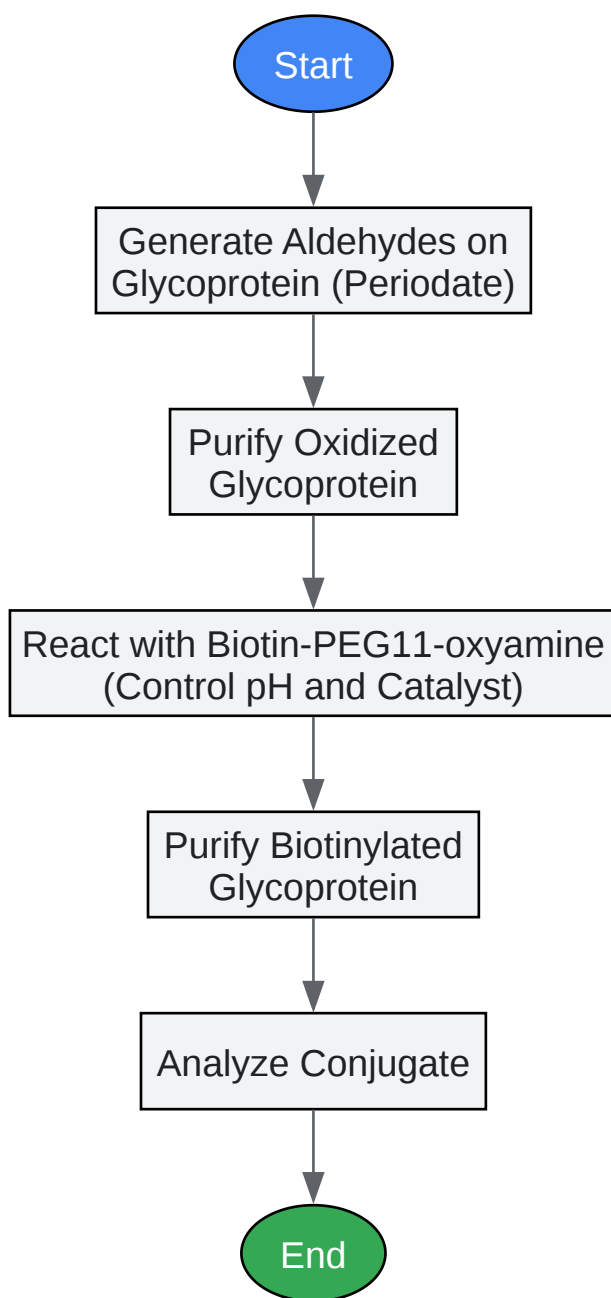 Start
Generate Aldehydes on
Glycoprotein (Periodate)
Purify Oxidized
Glycoprotein
React with Biotin-PEG11-oxyamine
(Control pH and Catalyst)
Purify Biotinylated
Glycoprotein
Analyze Conjugate
End